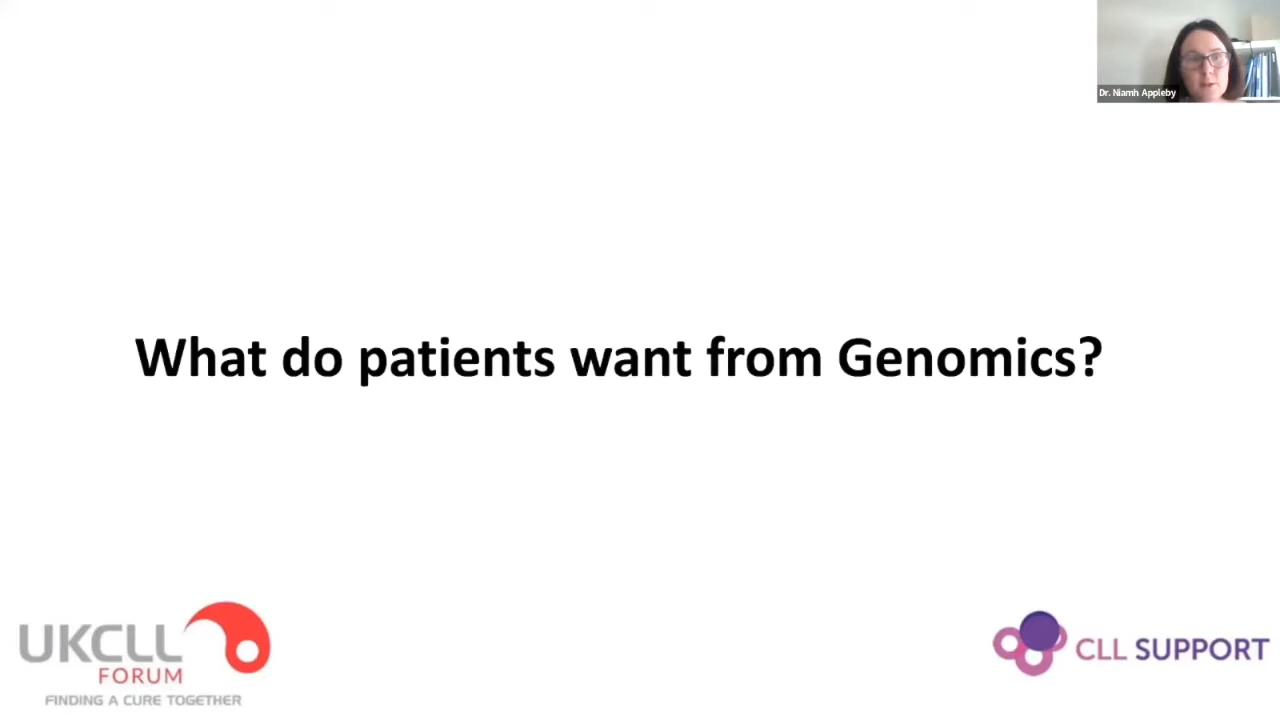 Dr. Niamh Appleby
What do patients want from Genomics?
UKCLL
FORUM
FINDING A CURE TOGETHER
CLL SUPPORT